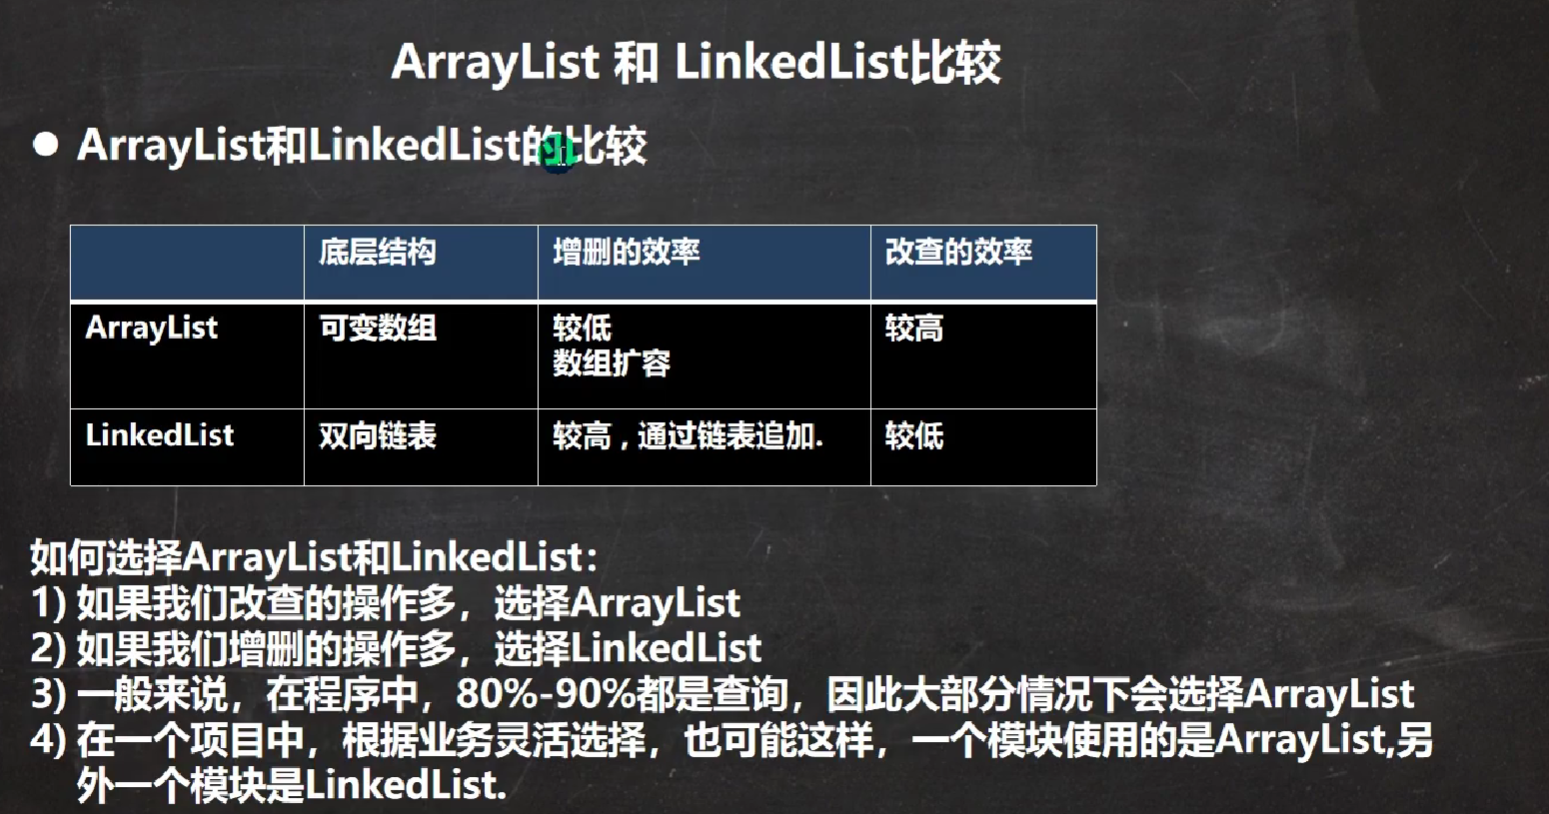 ArrayList 和 LinkedList比较
● ArrayList和LinkedList的比较
底层结构 增删的效率 改查的效率
ArrayList 可变数组 较低 较高
数组扩容
LinkedList 双向链表 较高 , 通过链表追加. 较低
如何选择ArrayList和LinkedList:
1) 如果我们改查的操作多，选择ArrayList
2) 如果我们增删的操作多，选择LinkedList
3) 一般来说，在程序中，80%-90%都是查询，因此大部分情况下会选择ArrayList
4) 在一个项目中，根据业务灵活选择，也可能这样，一个模块使用的是ArrayList,另
外一个模块是LinkedList.